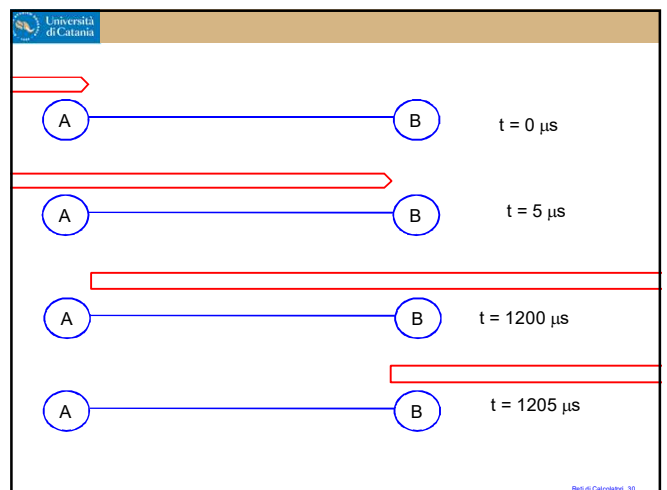 Università
di Catania
A
B
t = 0 μs
A
B
t = 5 μs
A
B
t = 1200 μs
A
B
t = 1205 μs
Reti di Calcolatori 30